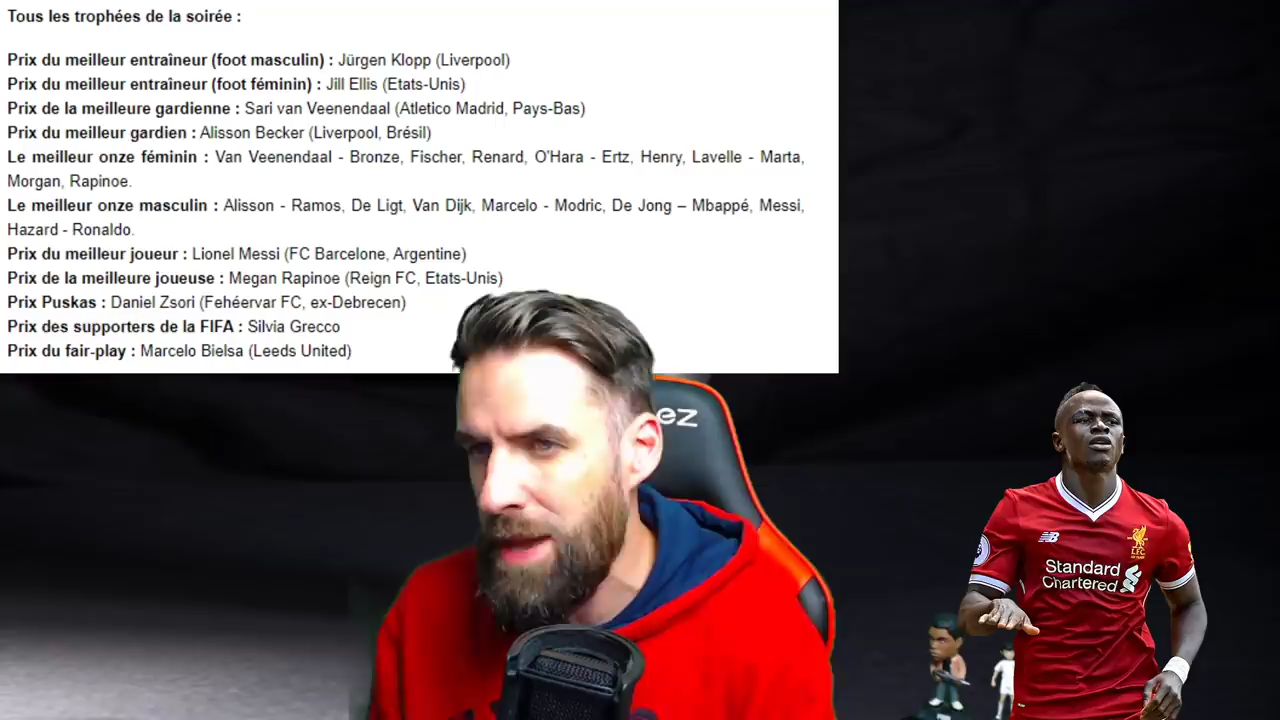 Tous les trophées de la soirée :
Prix du meilleur entraîneur (foot masculin) : Jürgen Klopp (Liverpool)
Prix du meilleur entraîneur (foot féminin) : Jill Ellis (Etats-Unis)
Prix de la meilleure gardienne : Sari van Veenendaal (Atletico Madrid, Pays-Bas)
Prix du meilleur gardien : Alisson Becker (Liverpool, Brésil)
Le meilleur onze féminin : Van Veenendaal - Bronze, Fischer, Renard, O'Hara - Ertz, Henry, Lavelle - Marta,
Morgan, Rapinoe.
Le meilleur onze masculin : Alisson - Ramos, De Ligt, Van Dijk, Marcelo - Modric, De Jong – Mbappé, Messi,
Hazard - Ronaldo.
Prix du meilleur joueur : Lionel Messi (FC Barcelone, Argentine)
Prix de la meilleure joueuse : Megan Rapinoe (Reign FC, Etats-Unis)
Prix Puskas : Daniel Zsori (Fehéervar FC, ex-Debrecen)
Prix des supporters de la FIFA : Silvia Grecco
Prix du fair-play : Marcelo Bielsa (Leeds United)
ez
NB
LFC
Standard
Chartered